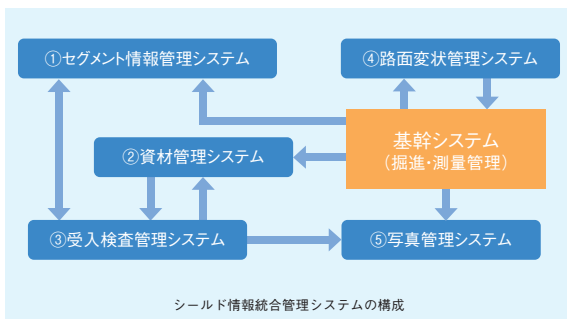 ①セグメント情報管理システム
④路面変状管理システム
基幹システム
（掘進・測量管理）
②資材管理システム
③受入検査管理システム
⑤写真管理システム
シールド情報統合管理システムの構成